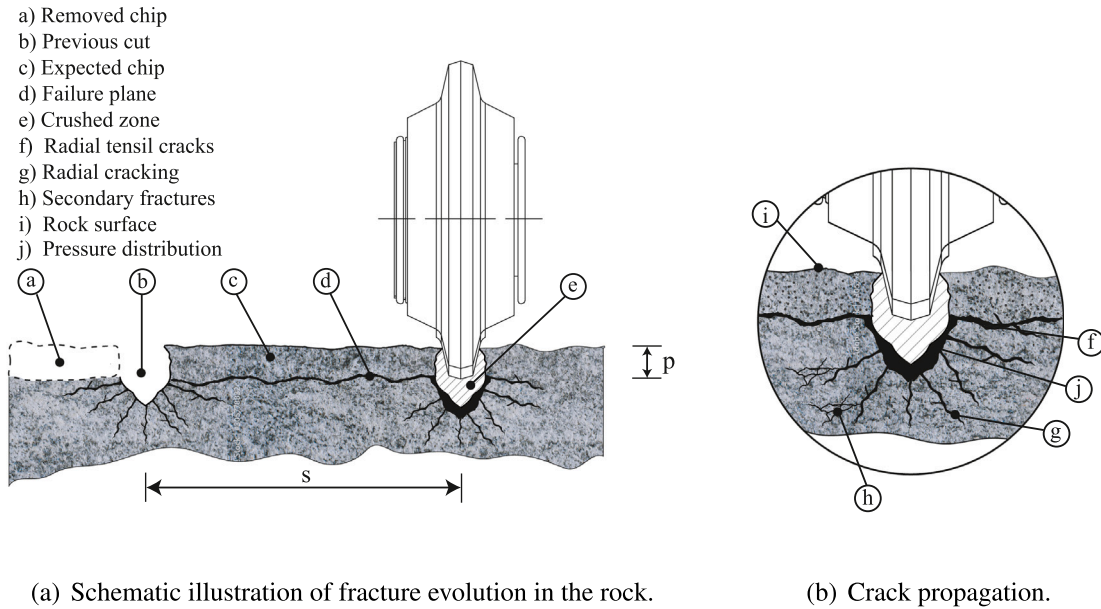 a) Removed chip
b) Previous cut
c) Expected chip
d) Failure plane
e) Crushed zone
f) Radial tensil cracks
g) Radial cracking
h) Secondary fractures
i) Rock surface
j) Pressure distribution
a
b
c
d
e
p
s
i
f
j
g
h
(a) Schematic illustration of fracture evolution in the rock.
(b) Crack propagation.